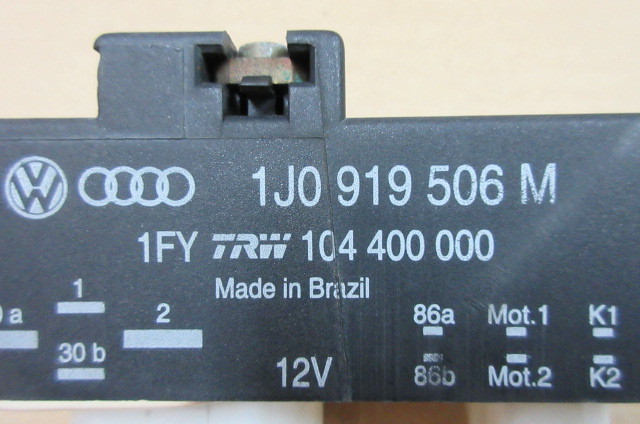 1J0 919 506 M
1FY TRW 104 400 000
Made in Brazil
a 1 2 86a Mot.1 K1
30 b 12V 86b Mot.2 K2